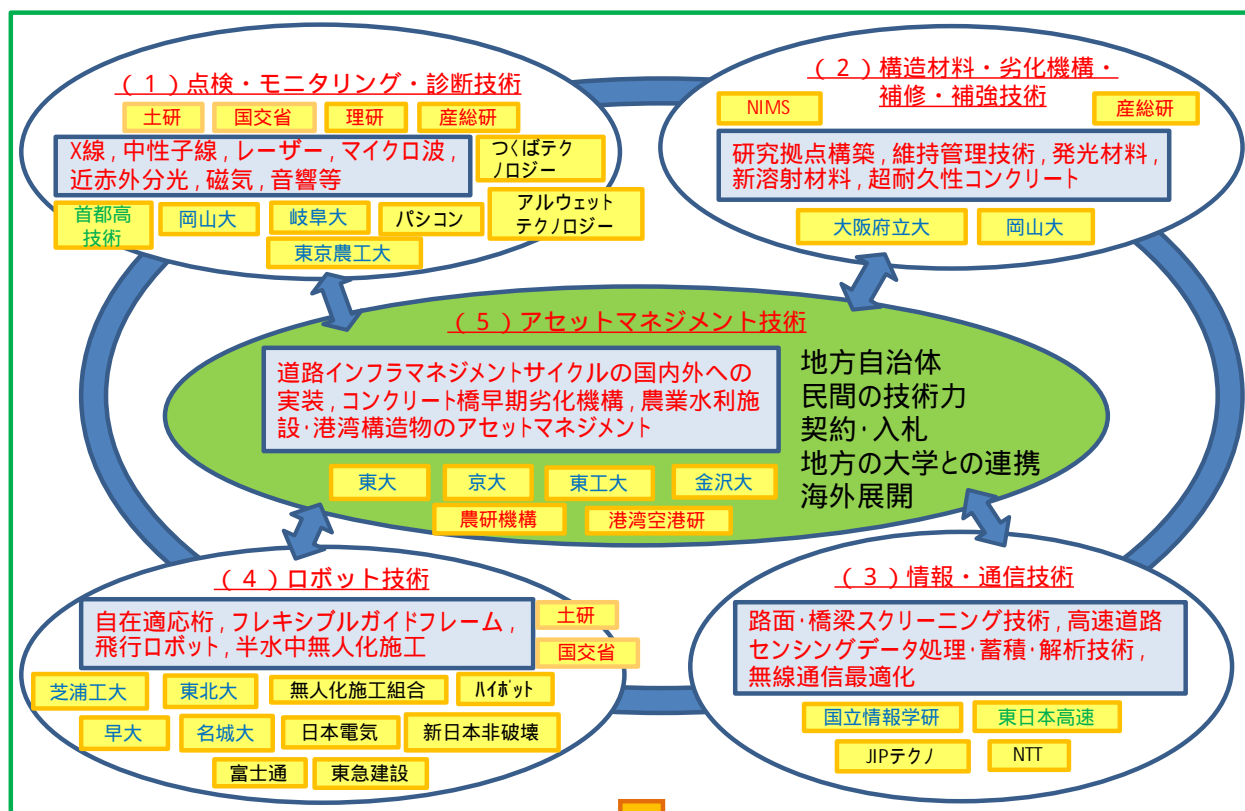 （１）点検・モニタリング・診断技術
土研
国交省
理研
産総研
X線，中性子線，レーザー，マイクロ波，
近赤外分光，磁気，音響等
つくばテク
ノロジー
首都高
技術
岡山大
岐阜大
パシコン
アルウェット
テクノロジー
東京農工大
（２）構造材料・劣化機構・
補修・補強技術
NIMS
産総研
研究拠点構築，維持管理技術，発光材料，
新溶射材料，超耐久性コンクリート
大阪府立大
岡山大
（５）アセットマネジメント技術
道路インフラマネジメントサイクルの国内外への
実装，コンクリート橋早期劣化機構，農業水利施
設・港湾構造物のアセットマネジメント
地方自治体
民間の技術力
契約・入札
地方の大学との連携
海外展開
東大
京大
東工大
金沢大
農研機構
港湾空港研
（４）ロボット技術
自在適応桁，フレキシブルガイドフレーム，
飛行ロボット，半水中無人化施工
土研
国交省
芝浦工大
東北大
無人化施工組合
ハイボット
早大
名城大
日本電気
新日本非破壊
富士通
東急建設
（３）情報・通信技術
路面・橋梁スクリーニング技術，高速道路
センシングデータ処理・蓄積・解析技術，
無線通信最適化
国立情報学研
東日本高速
JIPテクノ
NTT